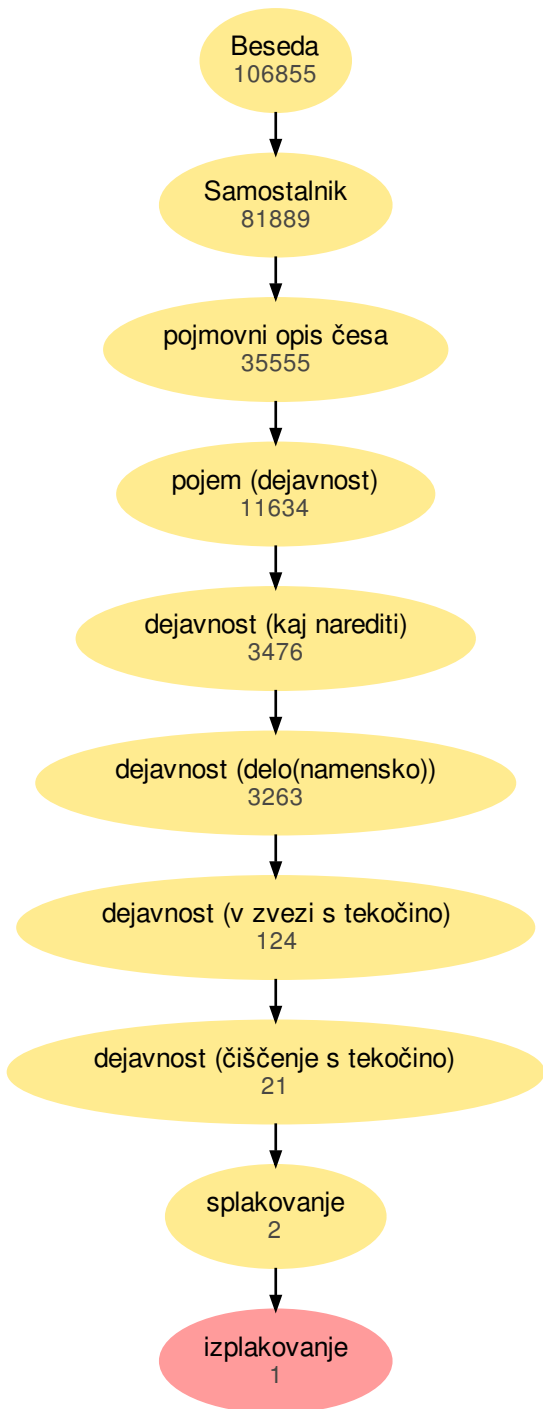 Beseda
106855
Samostalnik
81889
pojmovni opis česa
35555
pojem (dejavnost)
11634
dejavnost (kaj narediti)
3476
dejavnost (delo(namensko))
3263
dejavnost (v zvezi s tekočino)
124
dejavnost (čiščenje s tekočino)
21
splakovanje
2
izplakovanje
1